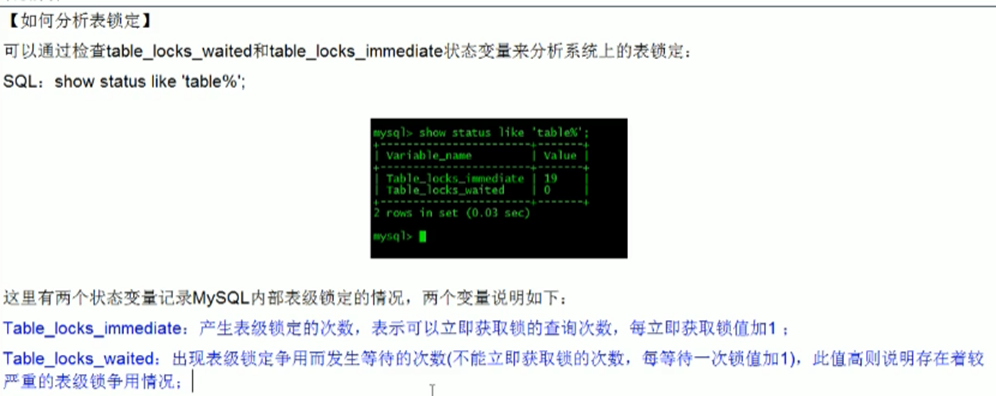 【如何分析表锁定】
可以通过检查table_locks_waited和table_locks_immediate状态变量来分析系统上的表锁定：
SQL：show status like 'table%';
mysql> show status like 'table%';
+-----------------------+-------+
| Variable_name | Value |
+-----------------------+-------+
| Table_locks_immediate | 19 |
| Table_locks_waited | 0 |
+-----------------------+-------+
2 rows in set (0.03 sec)
mysql>
这里有两个状态变量记录MySQL内部表级锁定的情况，两个变量说明如下：
Table_locks_immediate：产生表级锁定的次数，表示可以立即获取锁的查询次数，每立即获取锁值加1 ；
Table_locks_waited：出现表级锁定争用而发生等待的次数(不能立即获取锁的次数，每等待一次锁值加1)，此值高则说明存在着较
严重的表级锁争用情况；